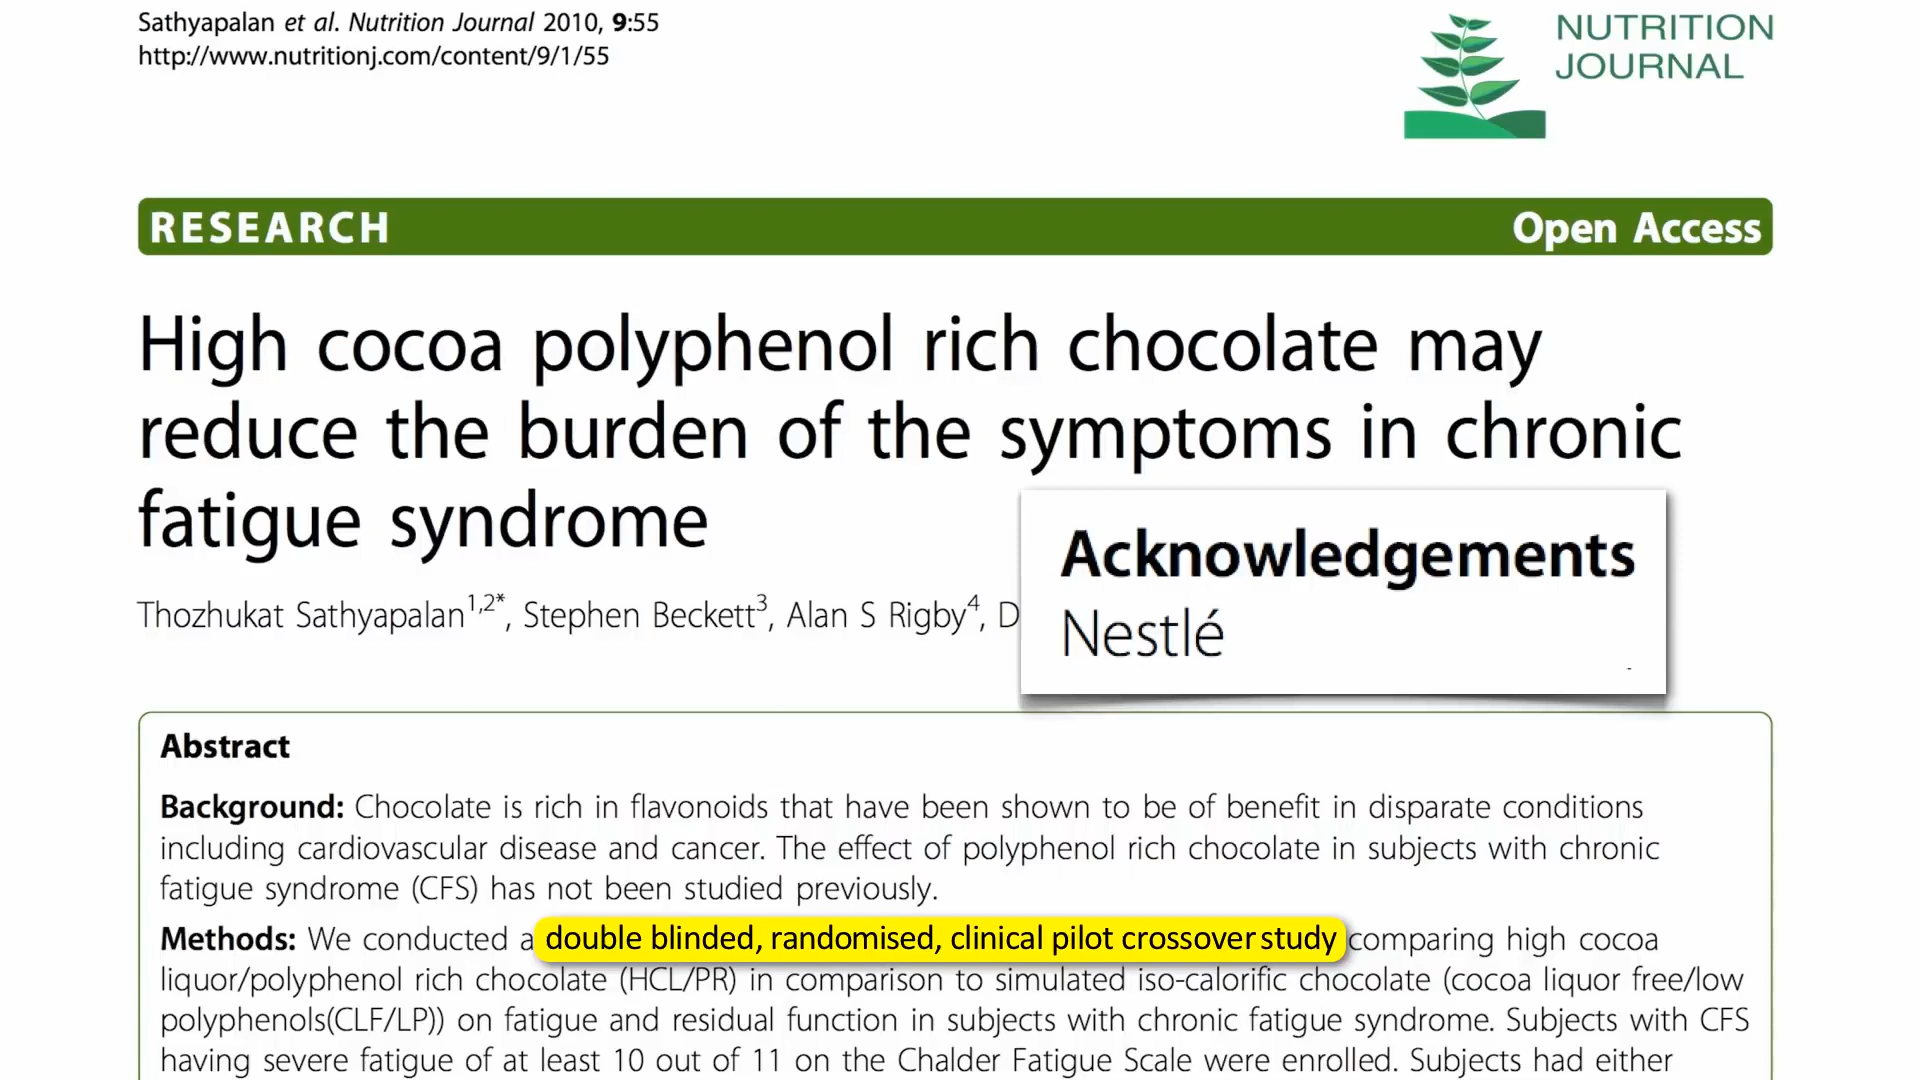 Sathyapalan et al. Nutrition Journal 2010, 9:55
http://www.nutritionj.com/content/9/1/55
NUTRITION
JOURNAL
RESEARCH
Open Access
High cocoa polyphenol rich chocolate may
reduce the burden of the symptoms in chronic
fatigue syndrome
Thozhukat Sathyapalan1,2*, Stephen Beckett3, Alan S Rigby4, D
Acknowledgements
Nestlé
Abstract
Background: Chocolate is rich in flavonoids that have been shown to be of benefit in disparate conditions
including cardiovascular disease and cancer. The effect of polyphenol rich chocolate in subjects with chronic
fatigue syndrome (CFS) has not been studied previously.
Methods: We conducted a double blinded, randomised, clinical pilot crossover study comparing high cocoa
liquor/polyphenol rich chocolate (HCL/PR) in comparison to simulated iso-calorific chocolate (cocoa liquor free/low
polyphenols(CLF/LP)) on fatigue and residual function in subjects with chronic fatigue syndrome. Subjects with CFS
having severe fatigue of at least 10 out of 11 on the Chalder Fatigue Scale were enrolled. Subjects had either